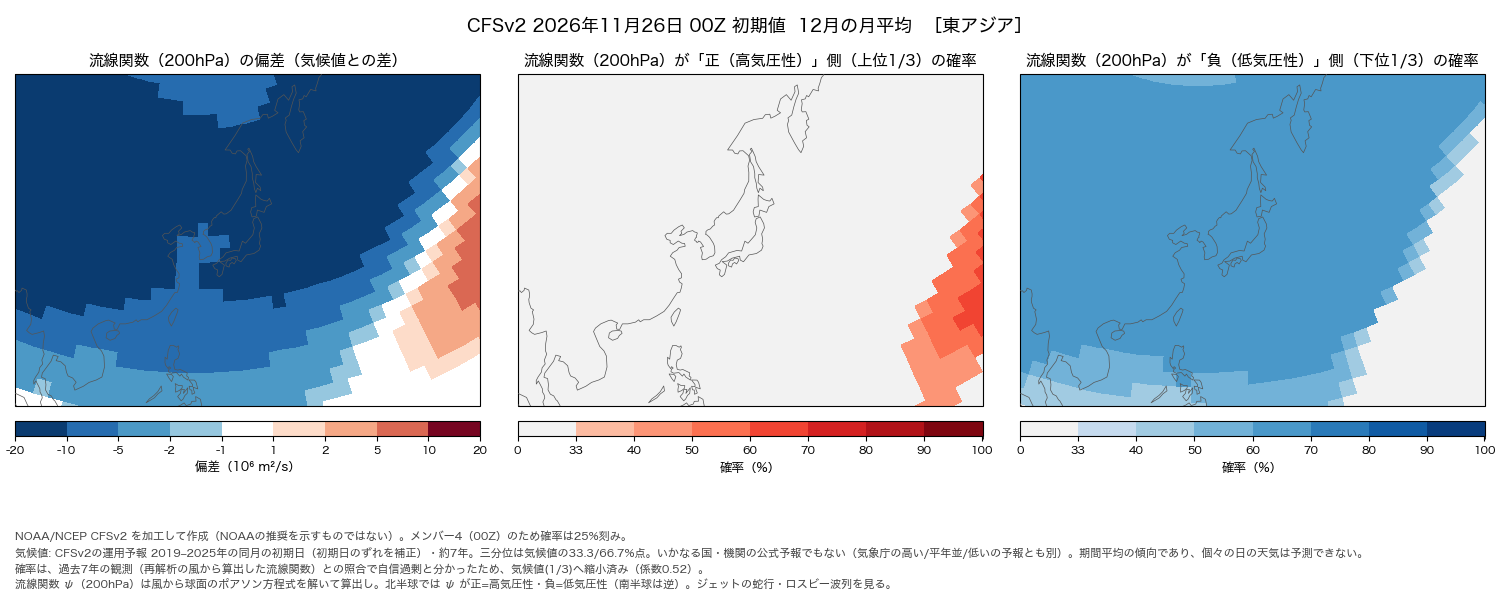 CFSv2 2026年11月26日 00Z 初期値 12月の月平均 ［東アジア］
流線関数（200hPa）の偏差（気候値との差）
流線関数（200hPa）が「正（高気圧性）」側（上位1/3）の確率
流線関数（200hPa）が「負（低気圧性）」側（下位1/3）の確率
-20 -10 -5 -2 -1 1 2 5 10 20
偏差（10⁶ m²/s）
0 33 40 50 60 70 80 90 100
確率（%）
0 33 40 50 60 70 80 90 100
確率（%）
NOAA/NCEP CFSv2 を加工して作成（NOAAの推奨を示すものではない）。メンバー4（00Z）のため確率は25%刻み。
気候値: CFSv2の運用予報 2019–2025年の同月の初期日（初期日のずれを補正）・約7年。三分位は気候値の33.3/66.7%点。いかなる国・機関の公式予報でもない（気象庁の高い/平年並/低いの予報とも別）。期間平均の傾向であり、個々の日の天気は予測できない。
確率は、過去7年の観測（再解析の風から算出した流線関数）との照合で自信過剰と分かったため、気候値(1/3)へ縮小済み（係数0.52）。
流線関数 ψ（200hPa）は風から球面のポアソン方程式を解いて算出し。北半球では ψ が正=高気圧性・負=低気圧性（南半球は逆）。ジェットの蛇行・ロスビー波列を見る。